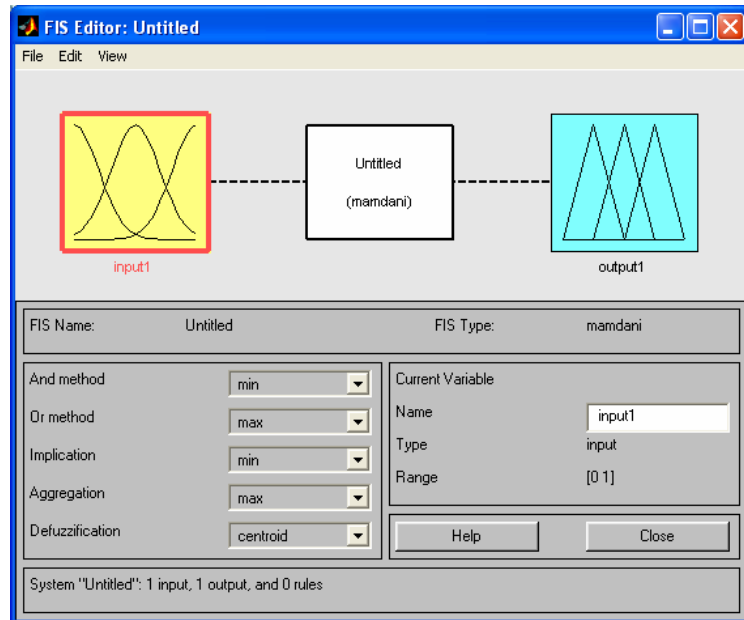 FIS Editor: Untitled
File Edit View
Untitled
(mamdani)
input1
output1
FIS Name: Untitled FIS Type: mamdani
And method min
Or method max
Implication min
Aggregation max
Defuzzification centroid
Current Variable
Name input1
Type input
Range [0 1]
Help Close
System "Untitled": 1 input, 1 output, and 0 rules